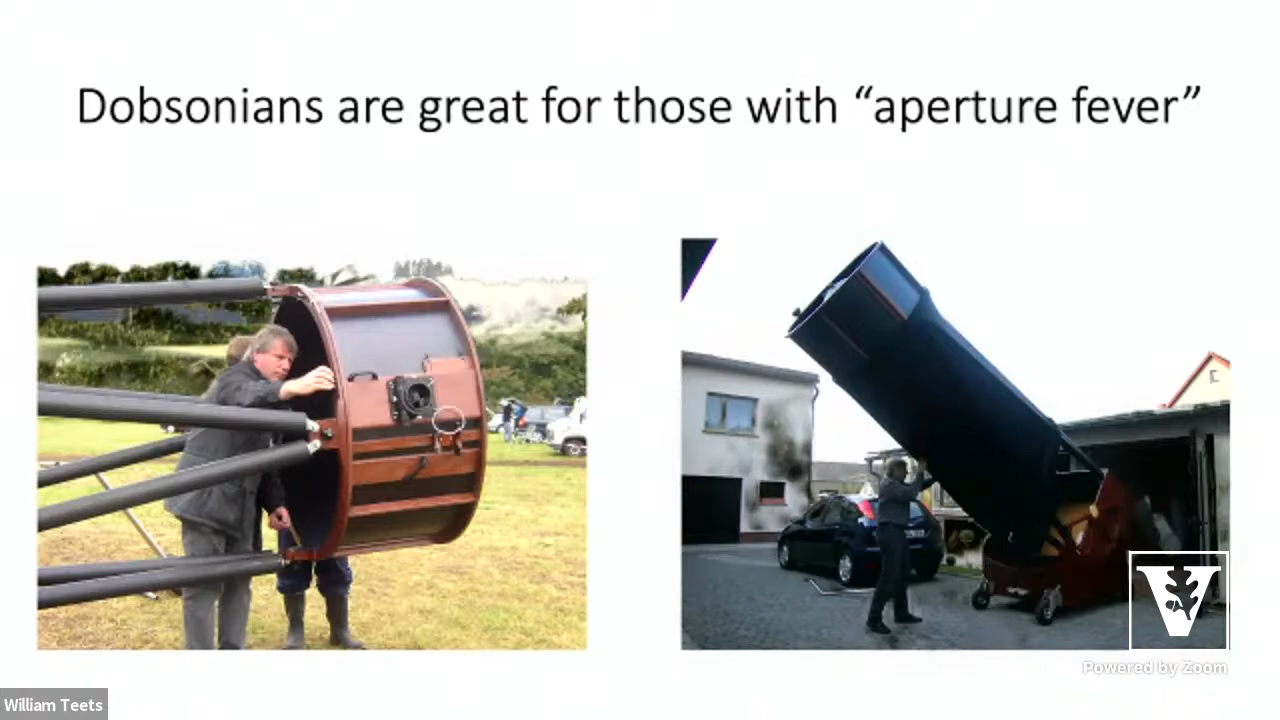 Dobsonians are great for those with “aperture fever”
V
Powered by Zoom
William Teets